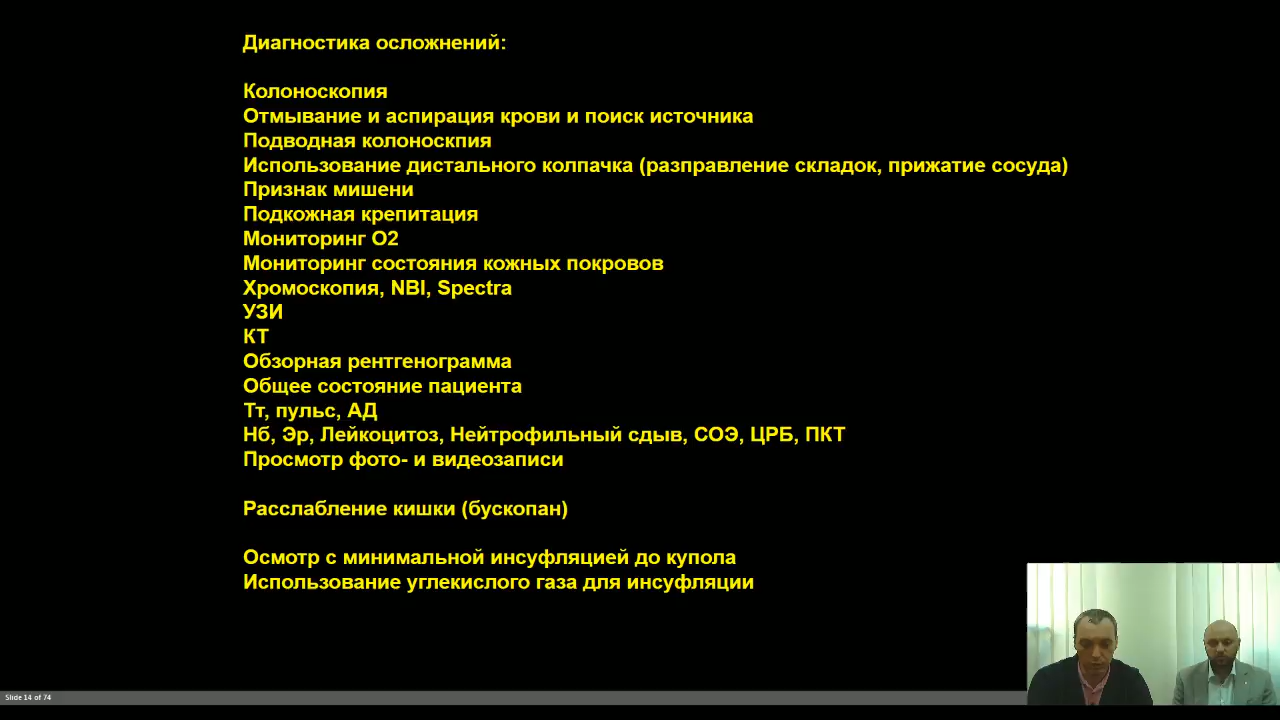 Диагностика осложнений:
Колоноскопия
Отмывание и аспирация крови и поиск источника
Подводная колоноскпия
Использование дистального колпачка (разправление складок, прижатие сосуда)
Признак мишени
Подкожная крепитация
Мониторинг О2
Мониторинг состояния кожных покровов
Хромоскопия, NBI, Spectra
УЗИ
КТ
Обзорная рентгенограмма
Общее состояние пациента
Тт, пульс, АД
Нб, Эр, Лейкоцитоз, Нейтрофильный сдыв, СОЭ, ЦРБ, ПКТ
Просмотр фото- и видеозаписи
Расслабление кишки (бускопан)
Осмотр с минимальной инсуфляцией до купола
Использование углекислого газа для инсуфляции
Slide 14 of 74